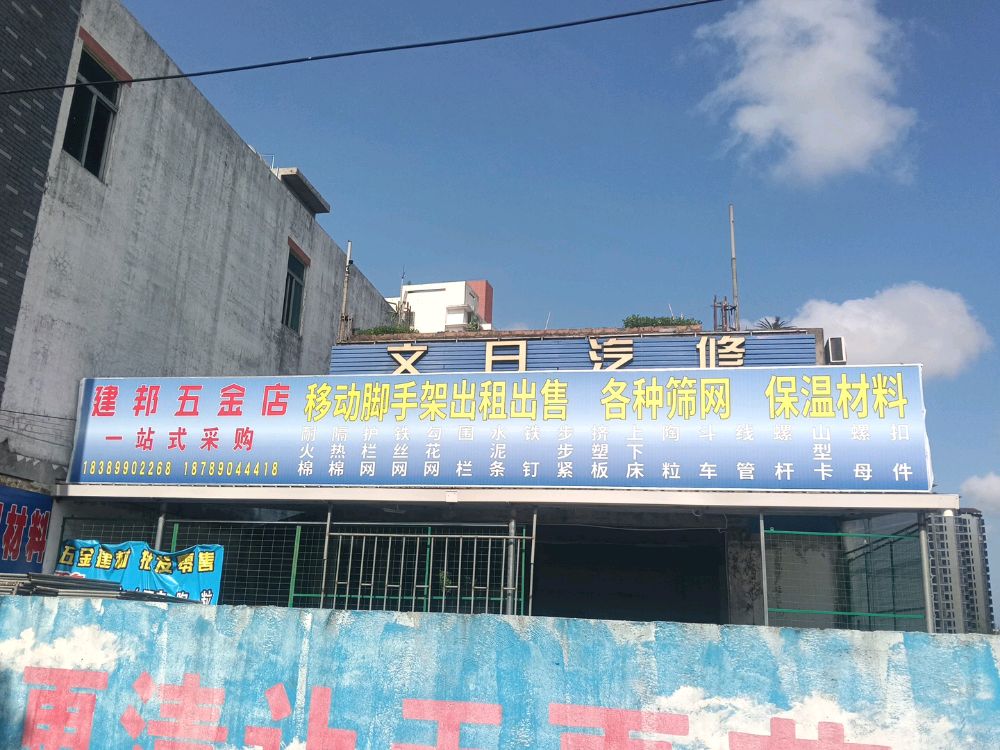 文日汽修
建邦五金店
一站式采购
18389902268 18789044418
移动脚手架出租出售 各种筛网 保温材料
耐火棉 隔热棉 护栏网 铁丝网 勾花网 围栏 水泥条 铁钉 步步紧 挤塑板 上下床 陶粒 斗车 线管 螺杆 山型卡 螺母 扣件
材料
五金建材 批发零售